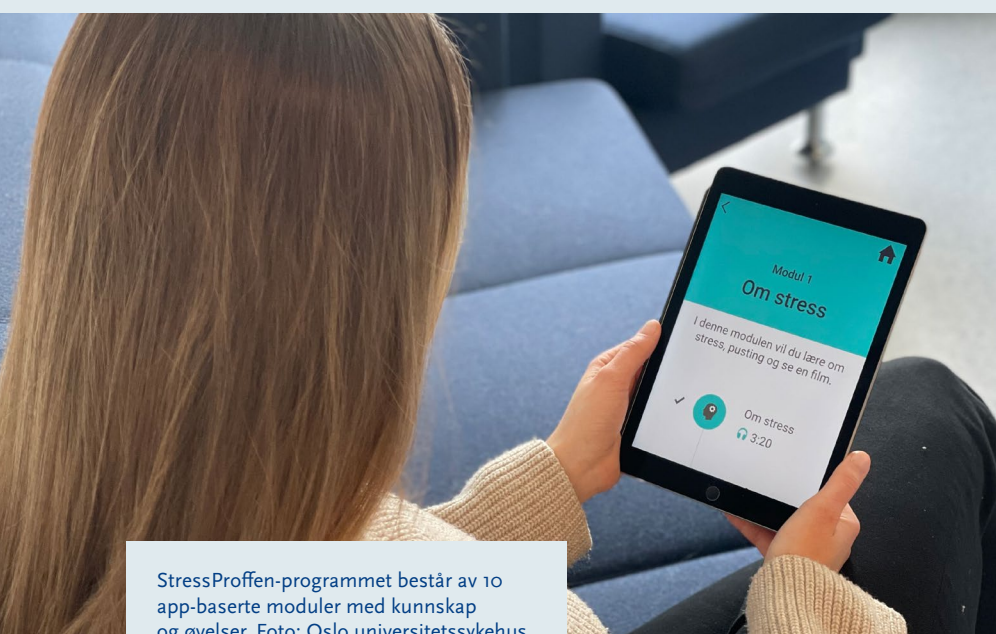 Modul 1
Om stress
I denne modulen vil du lære om
stress, pusting og se en film.
Om stress
3:20
StressProffen-programmet består av 10
app-baserte moduler med kunnskap
og øvelser. Foto: Oslo universitetssykehus